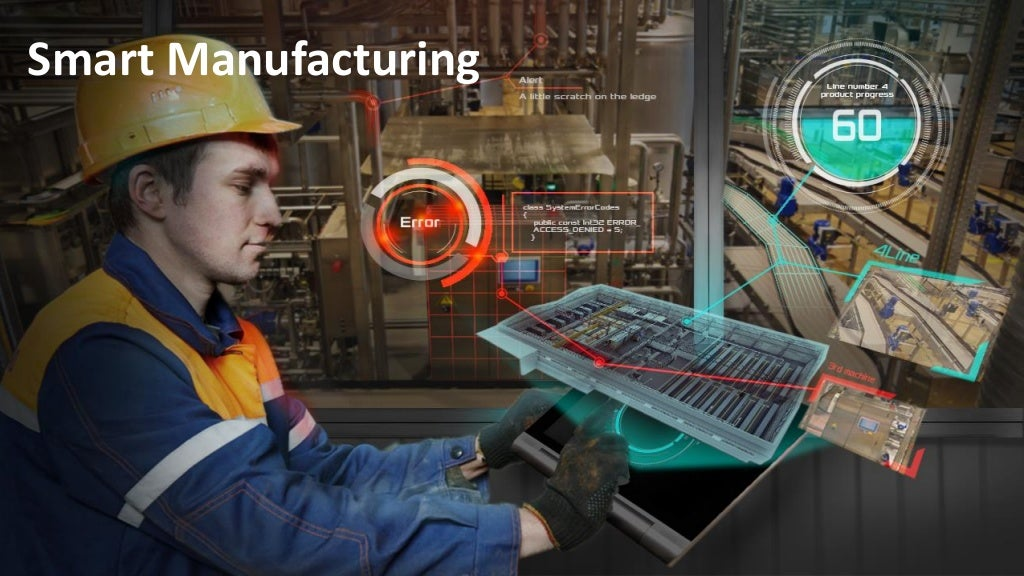 Smart Manufacturing
Alert
A little scratch on the ledge
Line number 4
product progress
60
Error
class SystemErrorCodes
{
public const Int32 ERROR_
ACCESS_DENIED = 5;
}
4Line
3rd machine